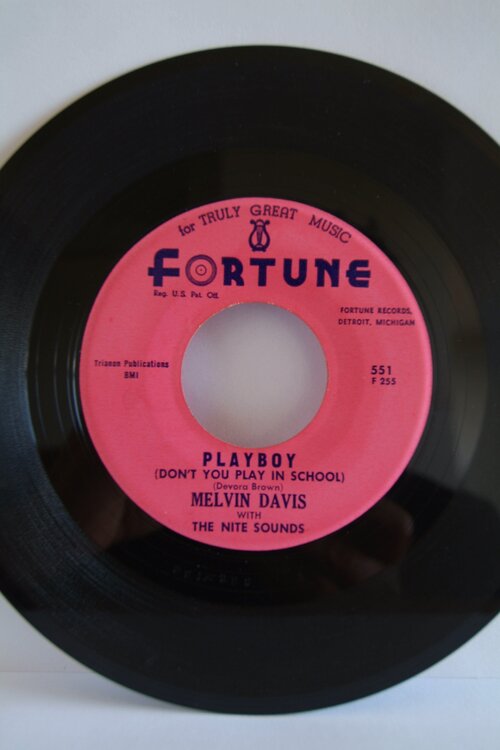 for TRULY GREAT MUSIC
FORTUNE
Reg. U.S. Pat. Off.
FORTUNE RECORDS,
DETROIT, MICHIGAN
Trianon Publications
BMI
551
F 255
PLAYBOY
(DON'T YOU PLAY IN SCHOOL)
(Devora Brown)
MELVIN DAVIS
WITH
THE NITE SOUNDS